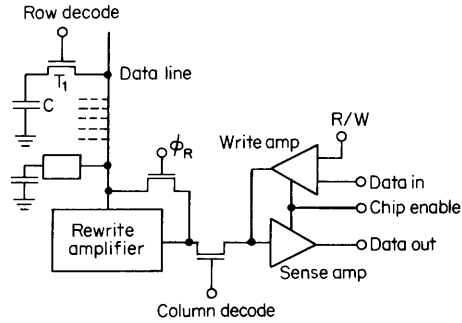 Row decode
T1
Data line
C
R/W
Write amp
ϕR
Data in
Chip enable
Rewrite
amplifier
Data out
Sense amp
Column decode